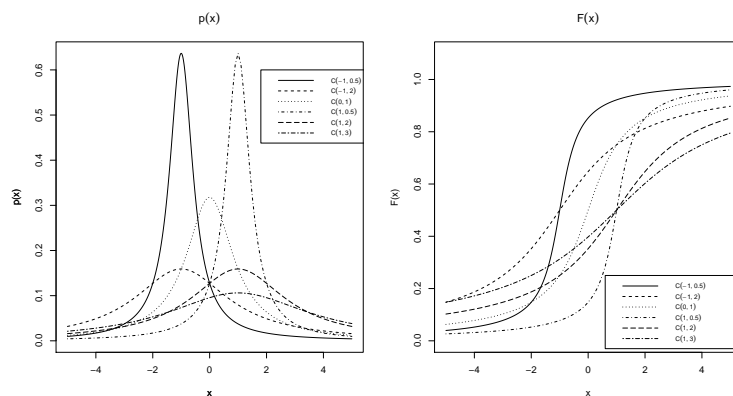 p(x)
F(x)
0.6
0.5
0.4
0.3
0.2
0.1
0.0
p(x)
C(−1, 0.5)
C(−1, 2)
C(0, 1)
C(1, 0.5)
C(1, 2)
C(1, 3)
−4 −2 0 2 4
x
1.0
0.8
0.6
0.4
0.2
0.0
F(x)
C(−1, 0.5)
C(−1, 2)
C(0, 1)
C(1, 0.5)
C(1, 2)
C(1, 3)
−4 −2 0 2 4
x